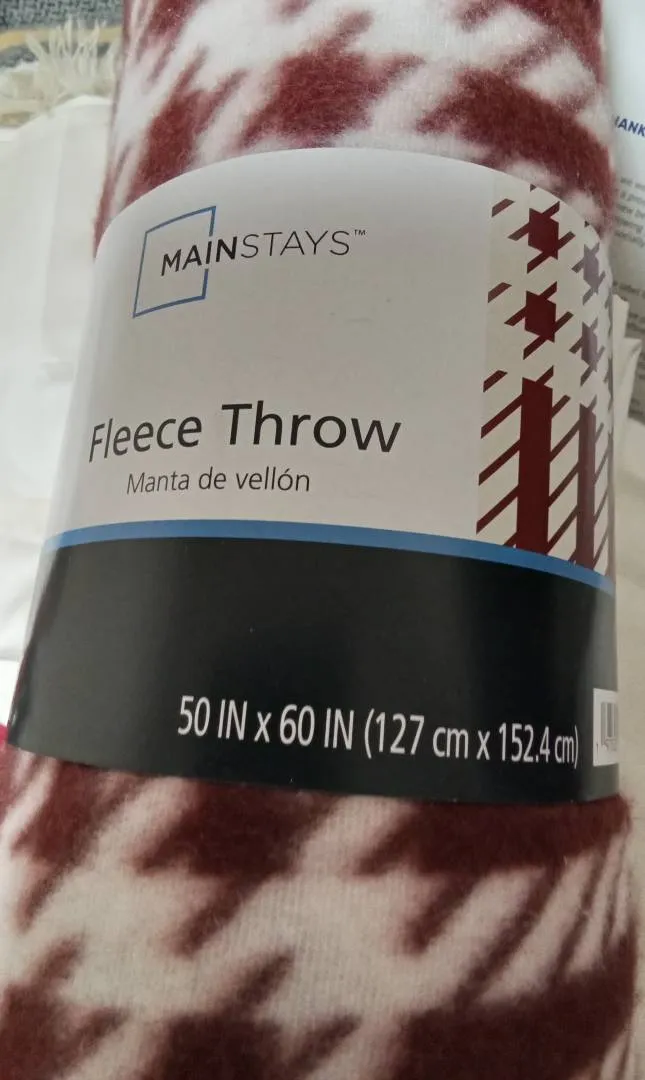 MAINSTAYS™
Fleece Throw
Manta de vellón
50 IN x 60 IN (127 cm x 152.4 cm)